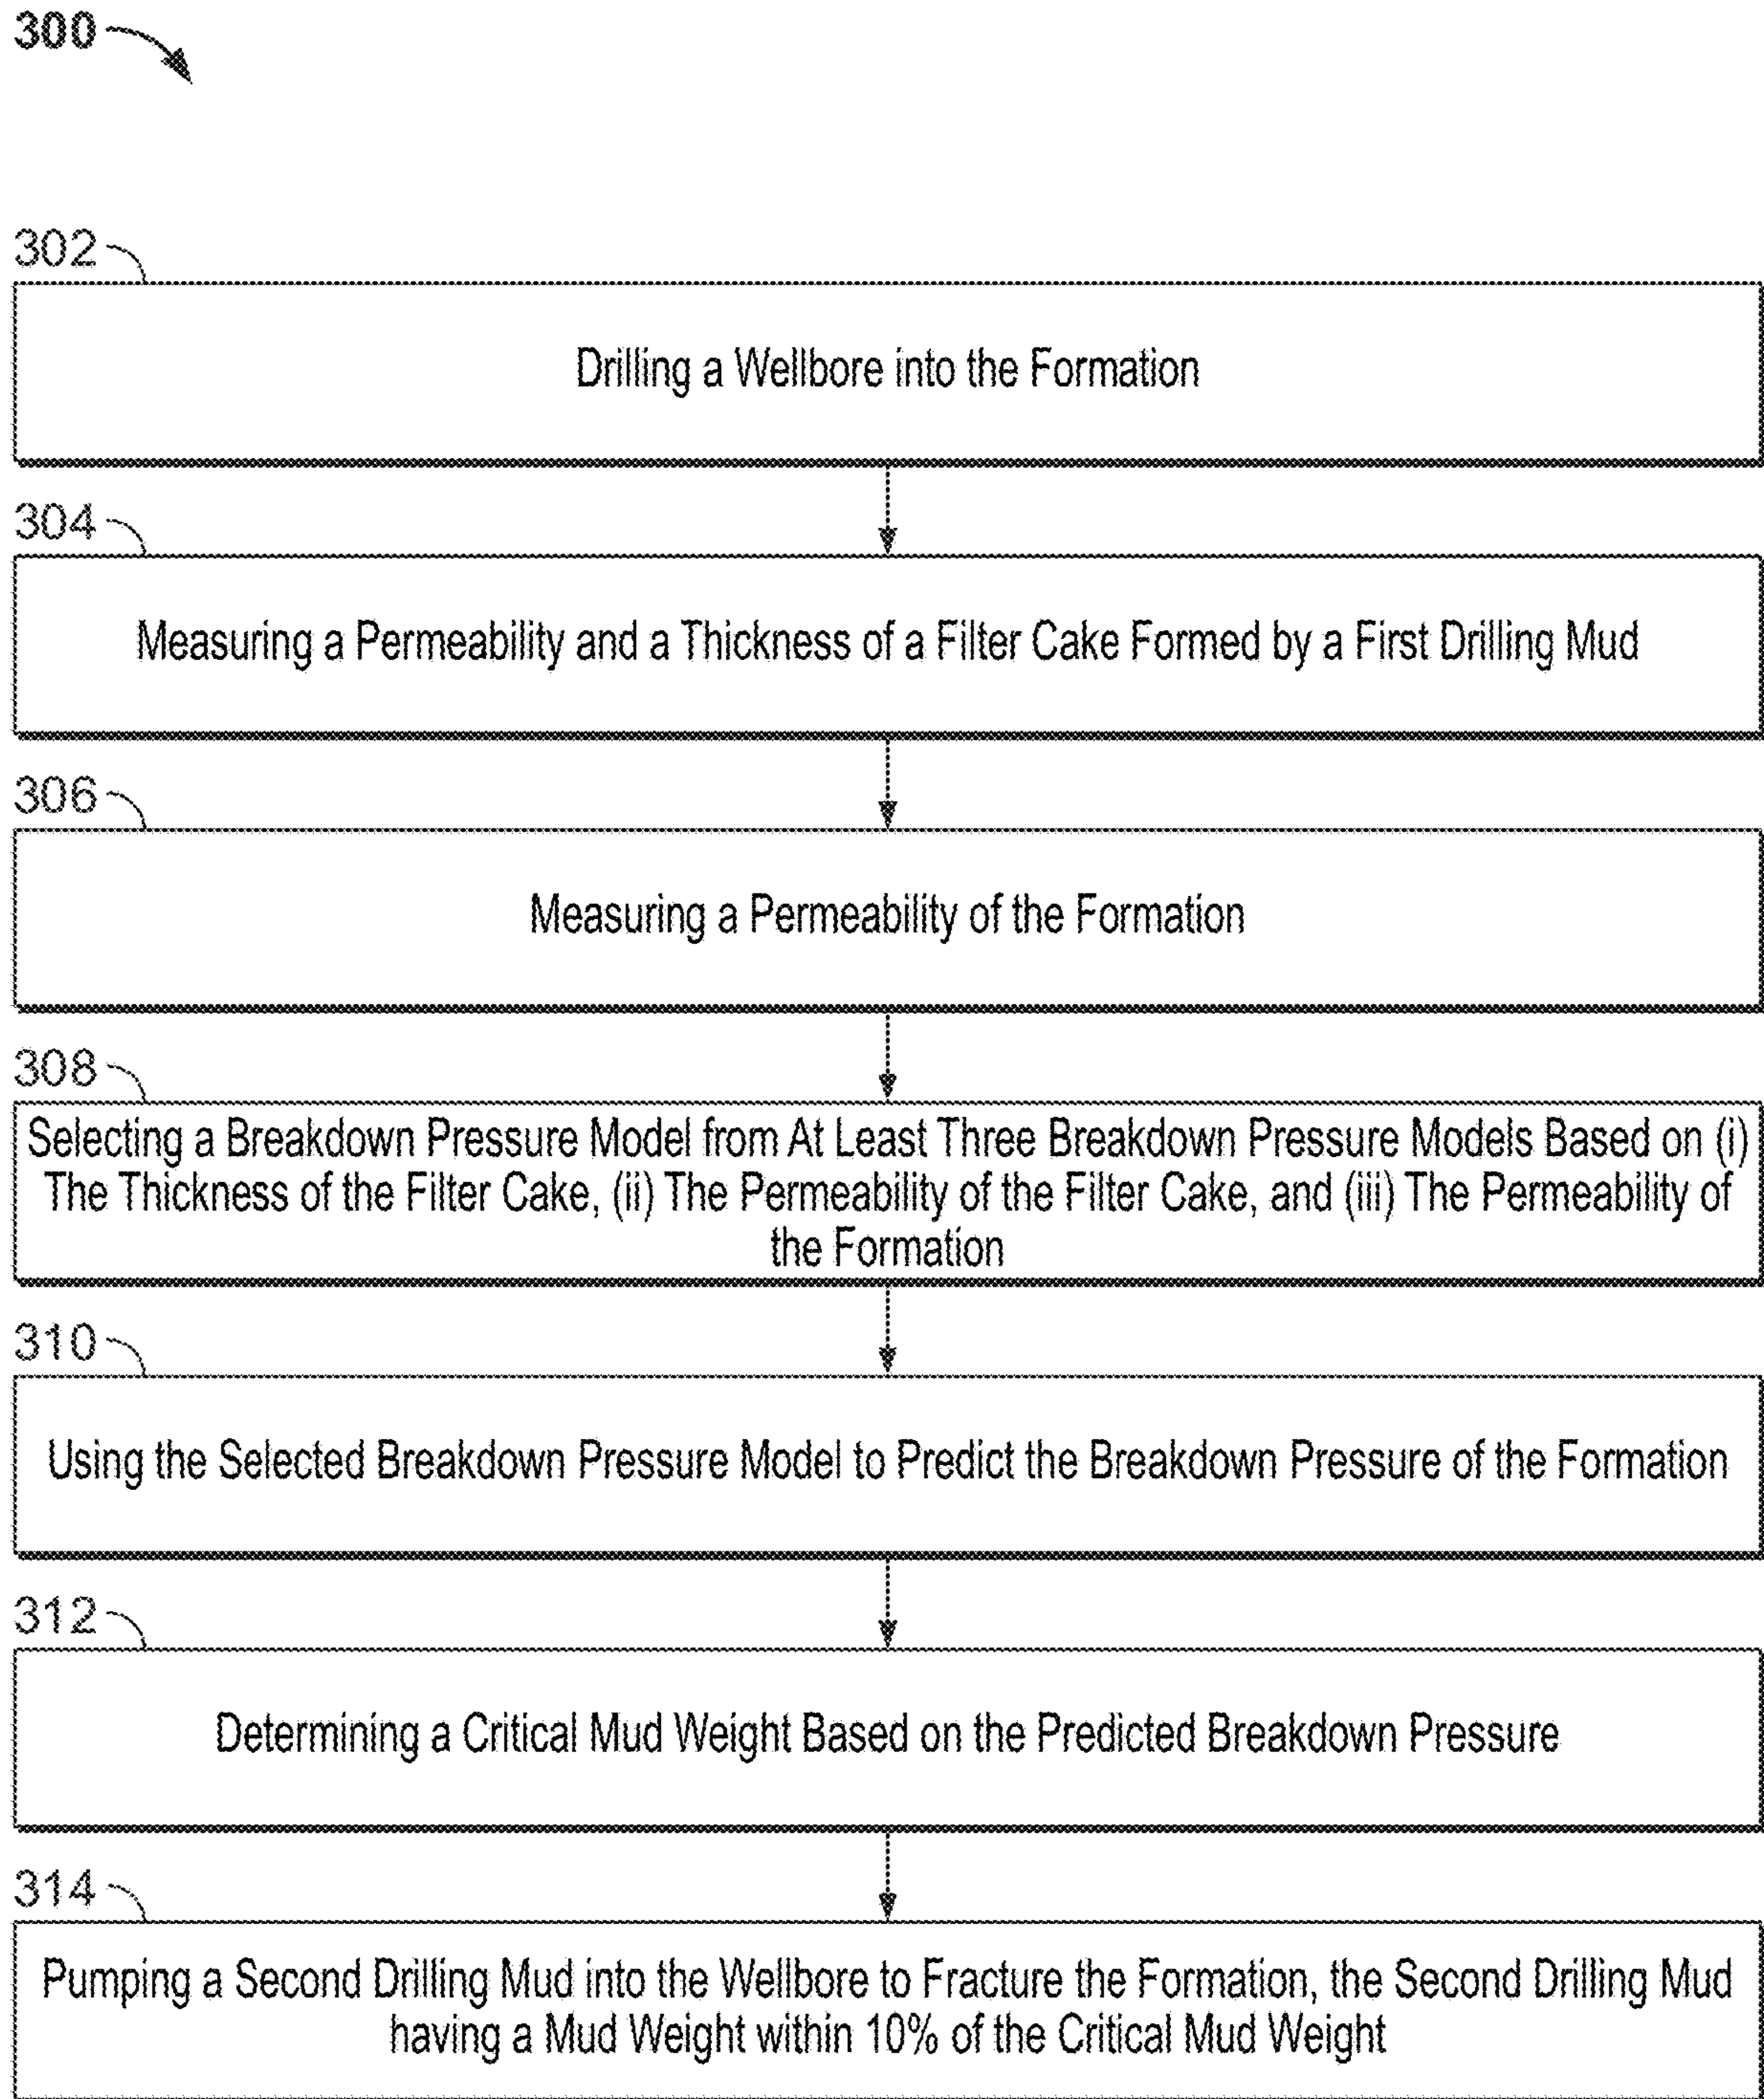 300
302
Drilling a Wellbore into the Formation
304
Measuring a Permeability and a Thickness of a Filter Cake Formed by a First Drilling Mud
306
Measuring a Permeability of the Formation
308
Selecting a Breakdown Pressure Model from At Least Three Breakdown Pressure Models Based on (i)
The Thickness of the Filter Cake, (ii) The Permeability of the Filter Cake, and (iii) The Permeability of
the Formation
310
Using the Selected Breakdown Pressure Model to Predict the Breakdown Pressure of the Formation
312
Determining a Critical Mud Weight Based on the Predicted Breakdown Pressure
314
Pumping a Second Drilling Mud into the Wellbore to Fracture the Formation, the Second Drilling Mud
having a Mud Weight within 10% of the Critical Mud Weight